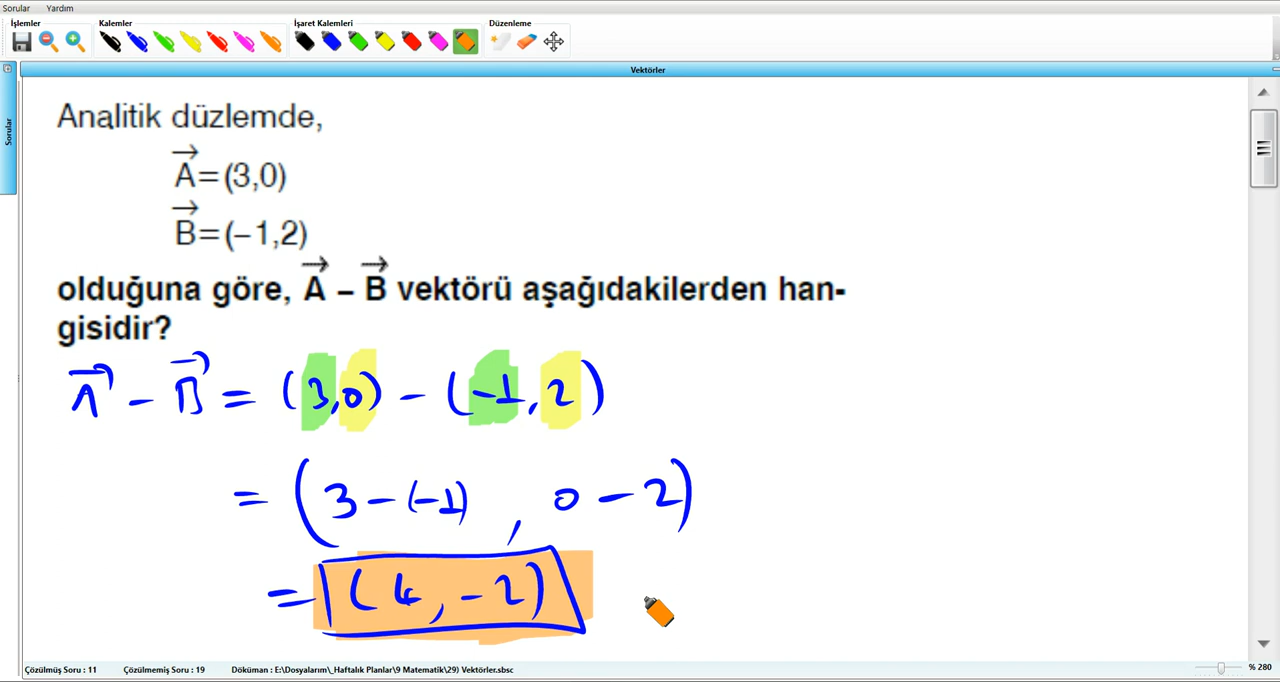 Sorular Yardım
İşlemler Kalemler İşaret Kalemleri Düzenleme
Vektörler
Sorular
Analitik düzlemde,
A=(3,0)
B=(−1,2)
olduğuna göre, A − B vektörü aşağıdakilerden han-
gisidir?
A − B = (3,0) − (−1, 2)
= (3−(−1) , 0 − 2)
= (4, −2)
Çözülmüş Soru : 11 Çözülmemiş Soru : 19 Döküman : E:\Dosyalarım\_Haftalık Planlar\9 Matematik\29) Vektörler.sbsc % 280